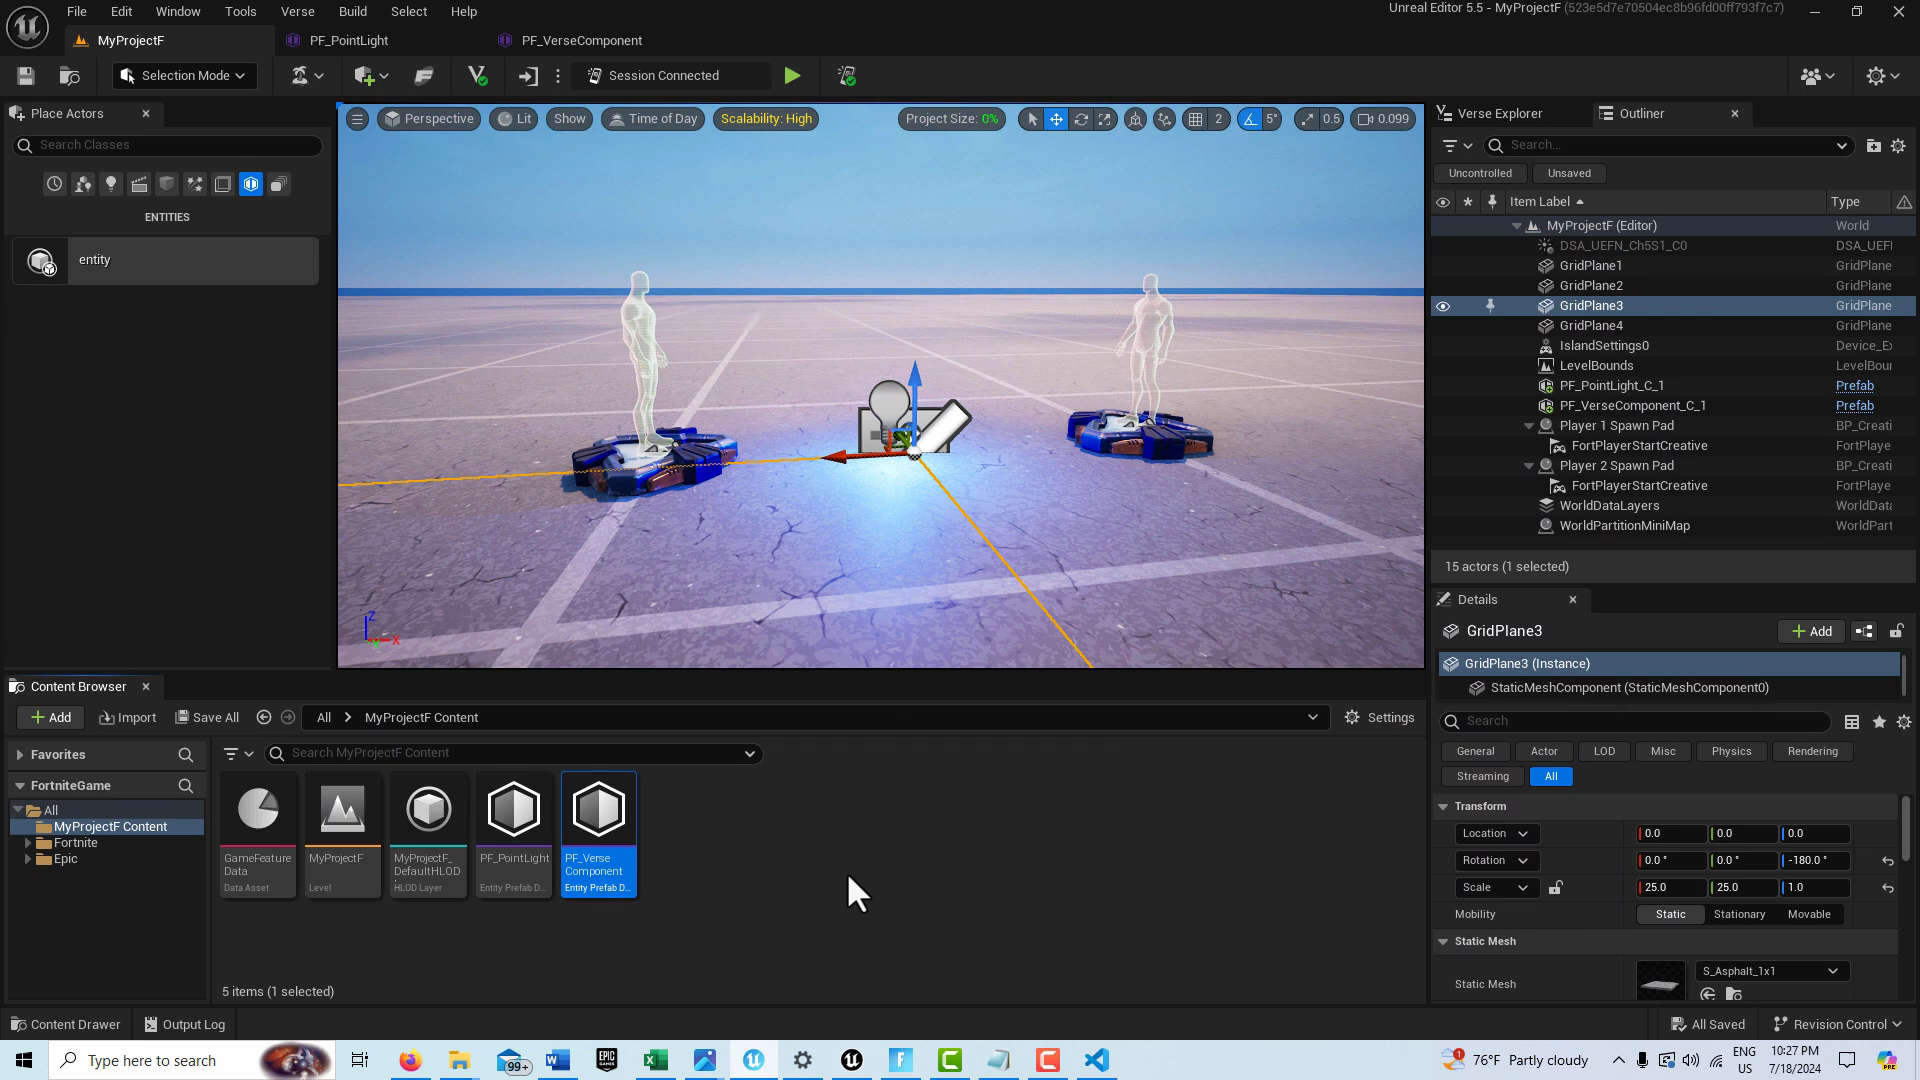 File Edit Window Tools Verse Build Select Help
Unreal Editor 5.5 - MyProjectF (523e5d7e70504ec8b96fd00ff793f7c7)
MyProjectF PF_PointLight PF_VerseComponent
Selection Mode Session Connected
Place Actors
Search Classes
ENTITIES
entity
Perspective Lit Show Time of Day Scalability: High Project Size: 0% 2 5° 0.5 0.099
Z
X
Verse Explorer Outliner
Search...
Uncontrolled Unsaved
Item Label Type
MyProjectF (Editor) World
DSA_UEFN_Ch5S1_C0 DSA_UEFI
GridPlane1 GridPlane
GridPlane2 GridPlane
GridPlane3 GridPlane
GridPlane4 GridPlane
IslandSettings0 Device_E
LevelBounds LevelBou
PF_PointLight_C_1 Prefab
PF_VerseComponent_C_1 Prefab
Player 1 Spawn Pad BP_Creati
FortPlayerStartCreative FortPlaye
Player 2 Spawn Pad BP_Creati
FortPlayerStartCreative FortPlaye
WorldDataLayers WorldData
WorldPartitionMiniMap WorldPart
15 actors (1 selected)
Details
GridPlane3 Add
GridPlane3 (Instance)
StaticMeshComponent (StaticMeshComponent0)
Search
General Actor LOD Misc Physics Rendering
Streaming All
Transform
Location 0.0 0.0 0.0
Rotation 0.0 ° 0.0 ° -180.0 °
Scale 25.0 25.0 1.0
Mobility Static Stationary Movable
Static Mesh
Static Mesh S_Asphalt_1x1
Content Browser
Add Import Save All All MyProjectF Content Settings
Favorites
Search MyProjectF Content
FortniteGame
All
MyProjectF Content
Fortnite
Epic
GameFeature
Data
Data Asset
MyProjectF
Level
MyProjectF_
DefaultHLOD
HLOD Layer
PF_PointLight
Entity Prefab D...
PF_Verse
Component
Entity Prefab D...
5 items (1 selected)
Content Drawer Output Log All Saved Revision Control
Type here to search 99+ EPIC GAMES 1 76°F Partly cloudy ENG
US 10:27 PM
7/18/2024 PRE